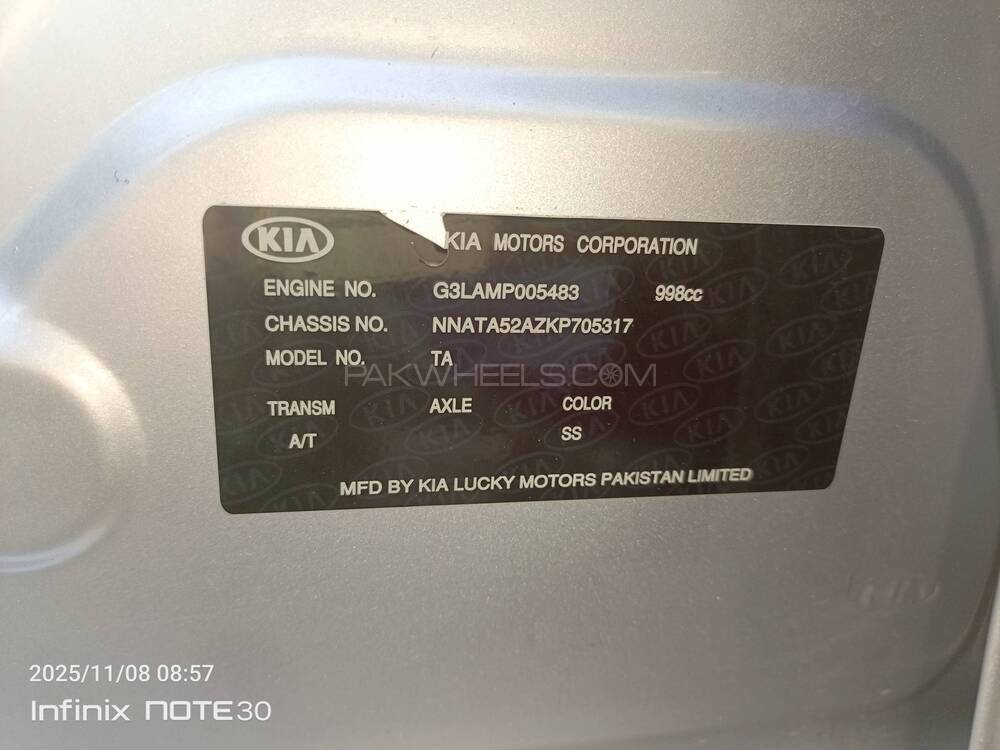 KIA KIA MOTORS CORPORATION
ENGINE NO. G3LAMP005483 998cc
CHASSIS NO. NNATA52AZKP705317
MODEL NO. TA
PAKWHEELS.COM
TRANSM AXLE COLOR
A/T SS
MFD BY KIA LUCKY MOTORS PAKISTAN LIMITED
2025/11/08 08:57
Infinix NOTE30